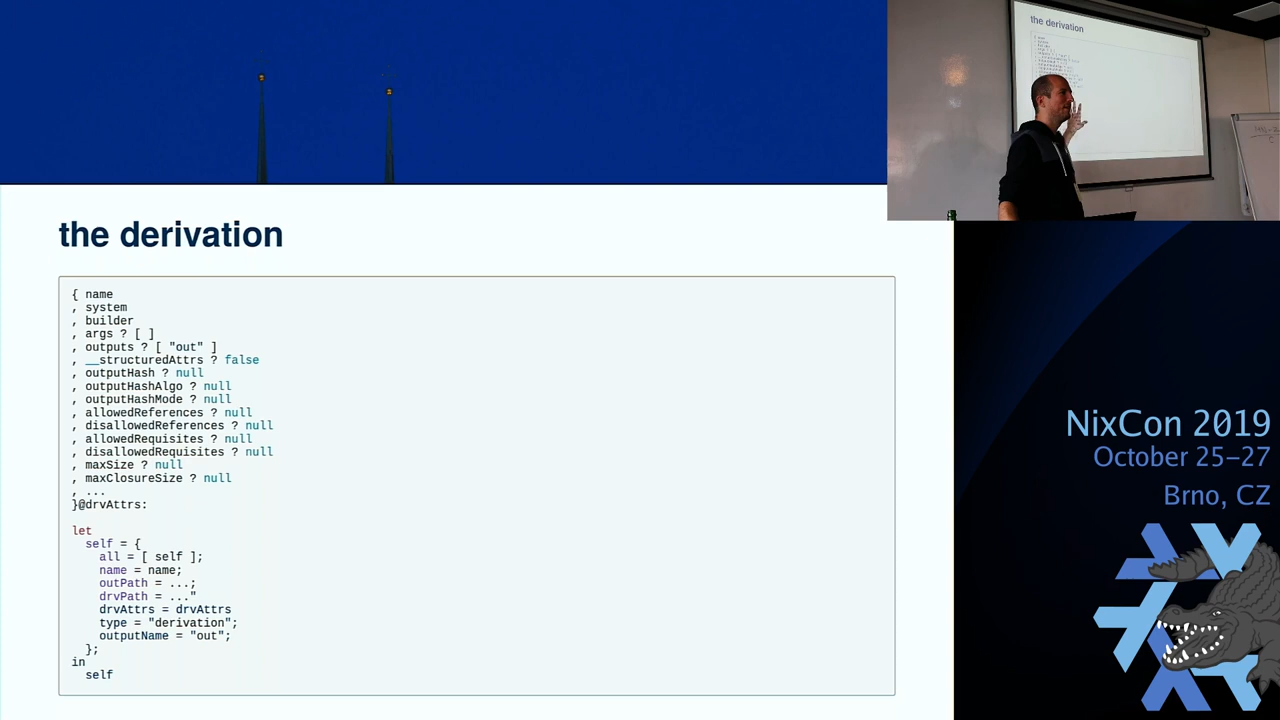 the derivation
{ name
, system
, builder
, args ? [ ]
, outputs ? [ "out" ]
, __structuredAttrs ? false
, outputHash ? null
, outputHashAlgo ? null
, outputHashMode ? null
, allowedReferences ? null
, disallowedReferences ? null
, allowedRequisites ? null
, disallowedRequisites ? null
, maxSize ? null
, maxClosureSize ? null
, ...
}@drvAttrs:
let
  self = {
    all = [ self ];
    name = name;
    outPath = ...;
    drvPath = ..."
    drvAttrs = drvAttrs
    type = "derivation";
    outputName = "out";
  };
in
  self
the derivation
NixCon 2019
October 25–27
Brno, CZ